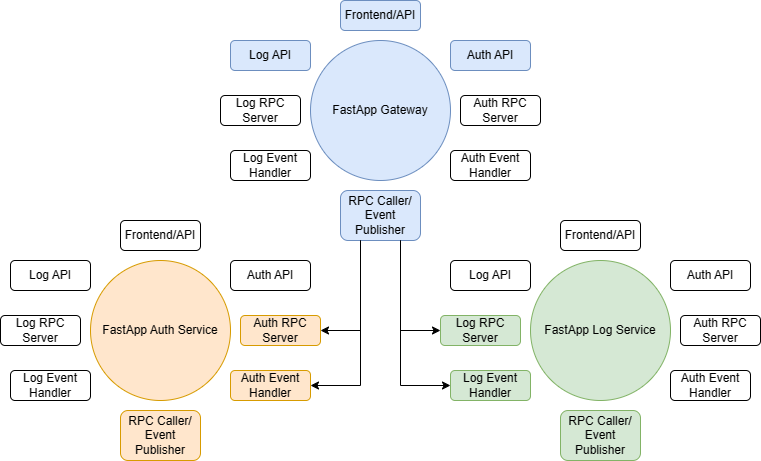 Frontend/API
Log API
Auth API
Log RPC
Server
FastApp Gateway
Auth RPC
Server
Log Event
Handler
Auth Event
Handler
RPC Caller/
Event
Publisher
Frontend/API
Log API
Auth API
Log RPC
Server
FastApp Auth Service
Auth RPC
Server
Log Event
Handler
Auth Event
Handler
RPC Caller/
Event
Publisher
Frontend/API
Log API
Auth API
Log RPC
Server
FastApp Log Service
Auth RPC
Server
Log Event
Handler
Auth Event
Handler
RPC Caller/
Event
Publisher